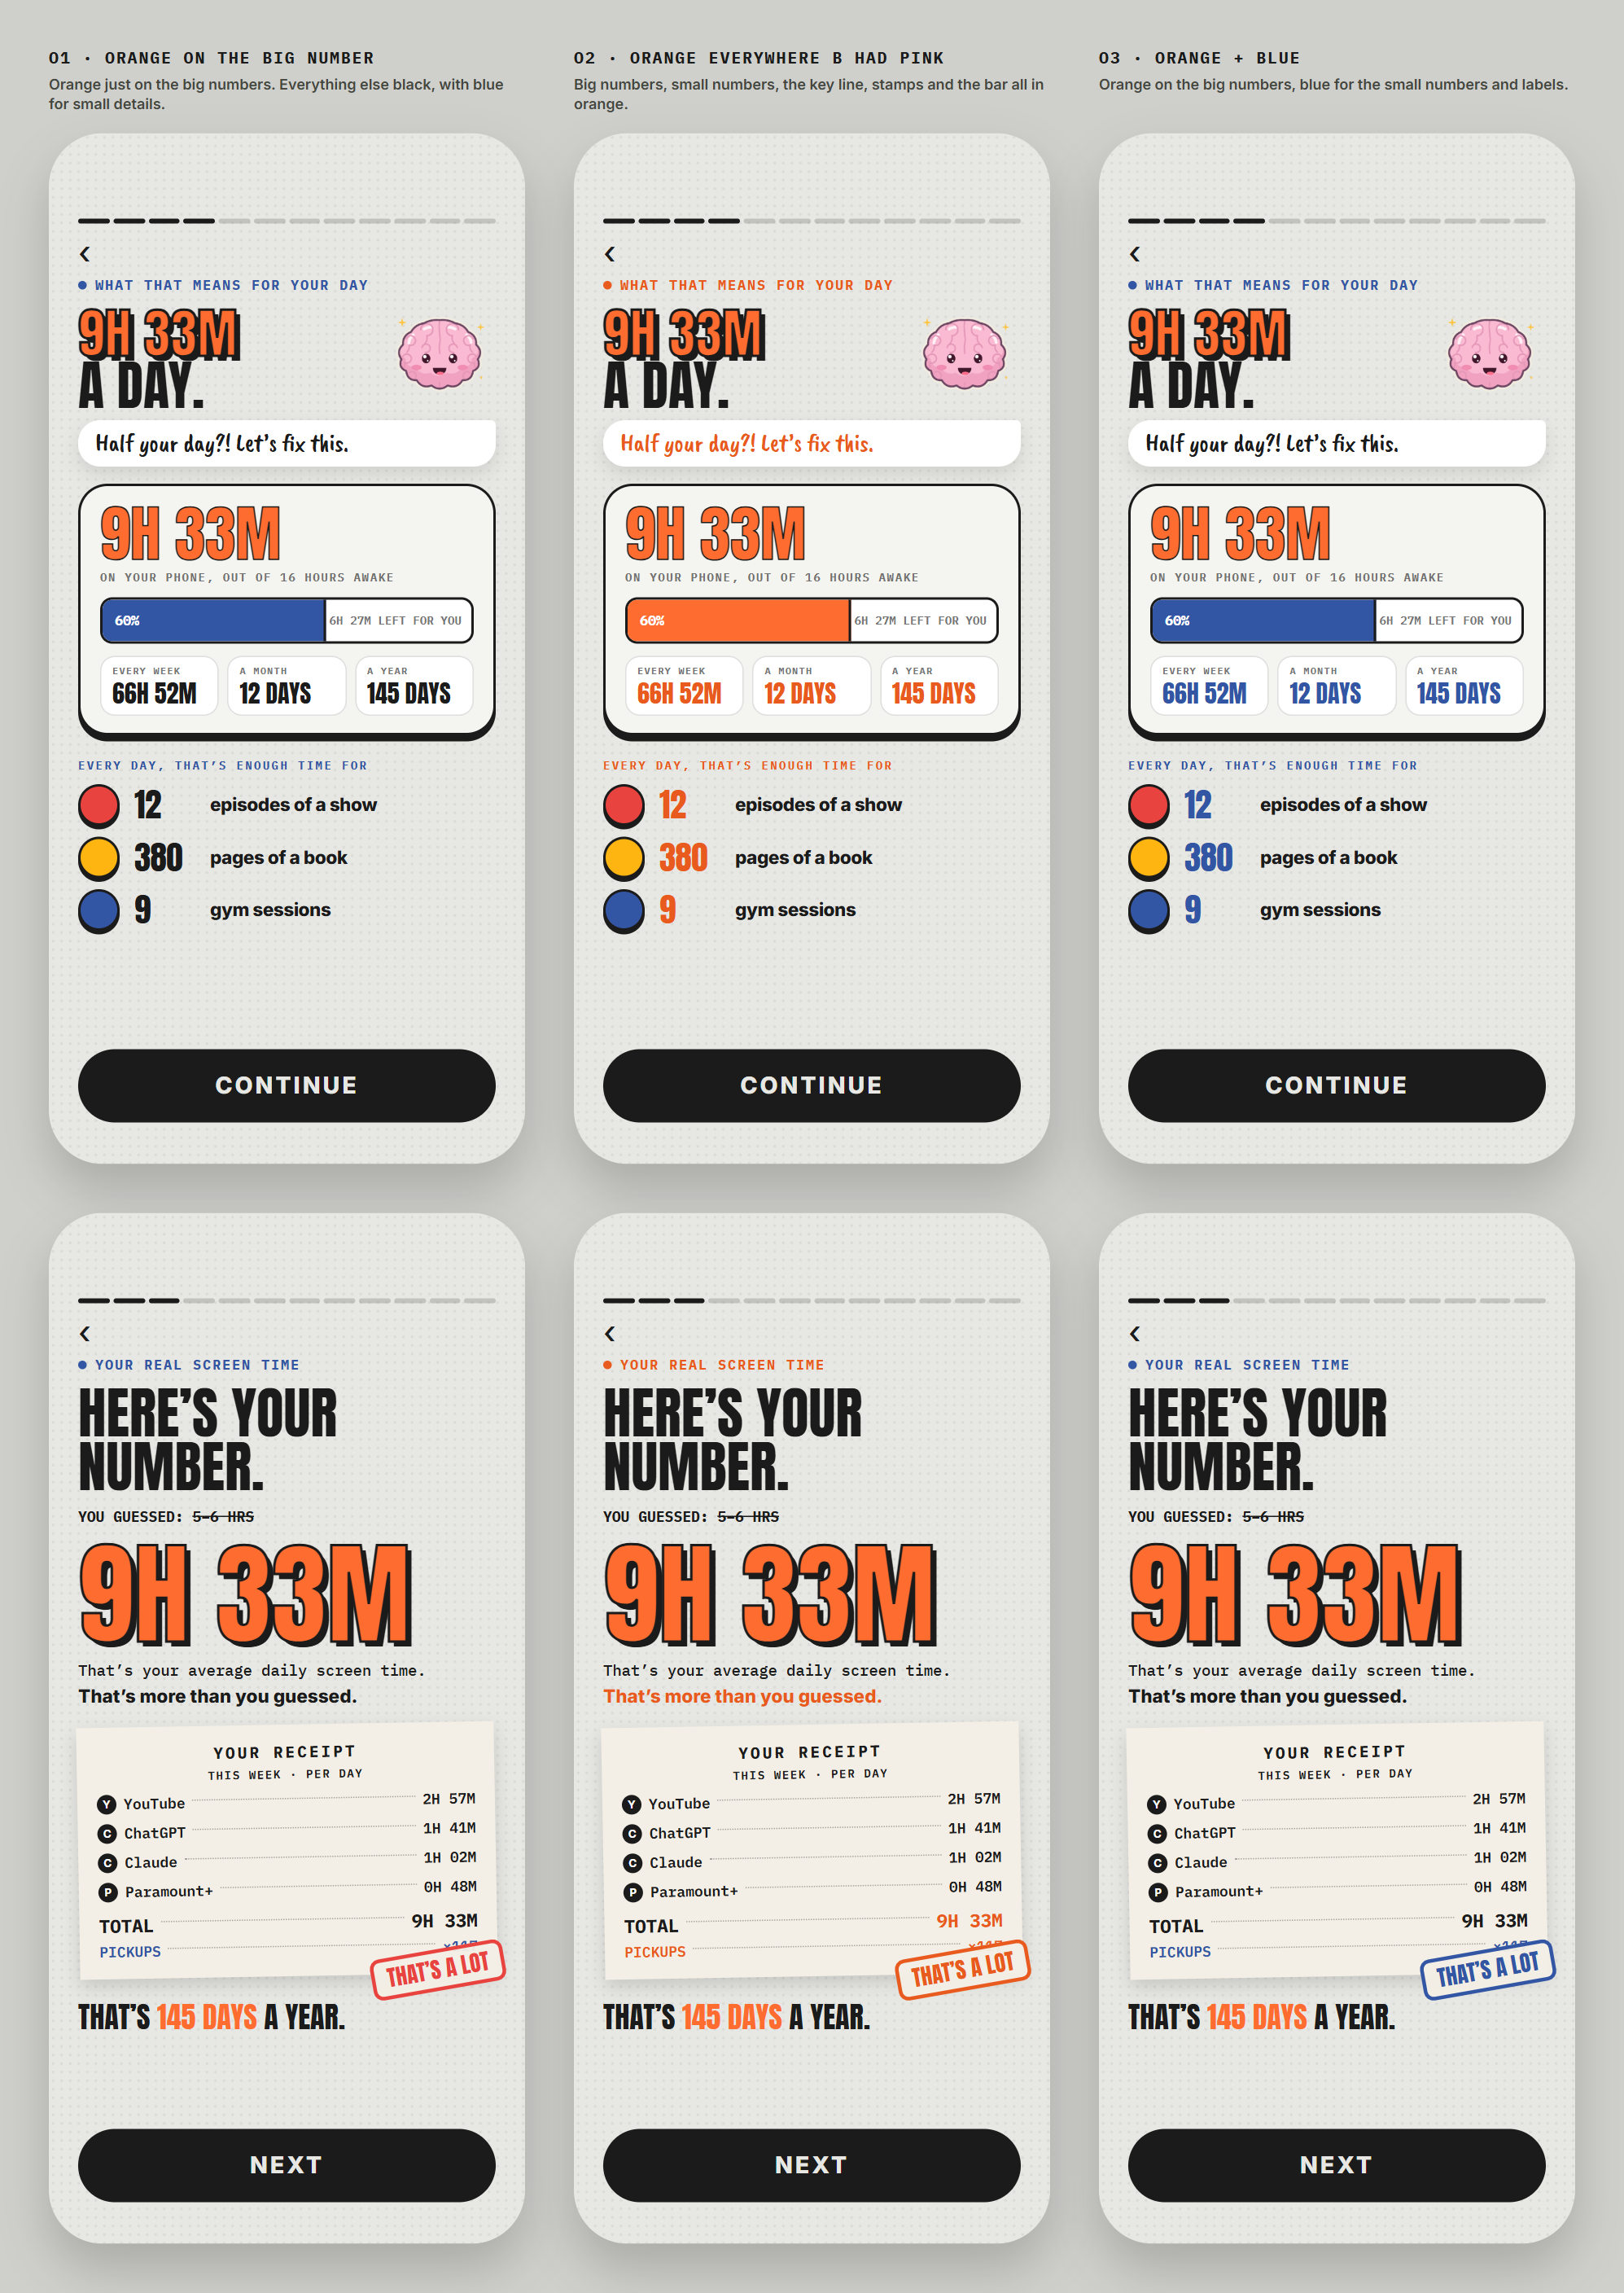 01 · ORANGE ON THE BIG NUMBER
Orange just on the big numbers. Everything else black, with blue
for small details.
WHAT THAT MEANS FOR YOUR DAY
9H 33M
A DAY.
Half your day?! Let's fix this.
9H 33M
ON YOUR PHONE, OUT OF 16 HOURS AWAKE
60% 6H 27M LEFT FOR YOU
EVERY WEEK A MONTH A YEAR
66H 52M 12 DAYS 145 DAYS
EVERY DAY, THAT'S ENOUGH TIME FOR
12 episodes of a show
380 pages of a book
9 gym sessions
CONTINUE
02 · ORANGE EVERYWHERE B HAD PINK
Big numbers, small numbers, the key line, stamps and the bar all in
orange.
WHAT THAT MEANS FOR YOUR DAY
9H 33M
A DAY.
Half your day?! Let's fix this.
9H 33M
ON YOUR PHONE, OUT OF 16 HOURS AWAKE
60% 6H 27M LEFT FOR YOU
EVERY WEEK A MONTH A YEAR
66H 52M 12 DAYS 145 DAYS
EVERY DAY, THAT'S ENOUGH TIME FOR
12 episodes of a show
380 pages of a book
9 gym sessions
CONTINUE
03 · ORANGE + BLUE
Orange on the big numbers, blue for the small numbers and labels.
WHAT THAT MEANS FOR YOUR DAY
9H 33M
A DAY.
Half your day?! Let's fix this.
9H 33M
ON YOUR PHONE, OUT OF 16 HOURS AWAKE
60% 6H 27M LEFT FOR YOU
EVERY WEEK A MONTH A YEAR
66H 52M 12 DAYS 145 DAYS
EVERY DAY, THAT'S ENOUGH TIME FOR
12 episodes of a show
380 pages of a book
9 gym sessions
CONTINUE
YOUR REAL SCREEN TIME
HERE'S YOUR
NUMBER.
YOU GUESSED: 5–6 HRS
9H 33M
That's your average daily screen time.
That's more than you guessed.
YOUR RECEIPT
THIS WEEK · PER DAY
Y YouTube 2H 57M
C ChatGPT 1H 41M
C Claude 1H 02M
P Paramount+ 0H 48M
TOTAL 9H 33M
PICKUPS
THAT'S A LOT
THAT'S 145 DAYS A YEAR.
NEXT
YOUR REAL SCREEN TIME
HERE'S YOUR
NUMBER.
YOU GUESSED: 5–6 HRS
9H 33M
That's your average daily screen time.
That's more than you guessed.
YOUR RECEIPT
THIS WEEK · PER DAY
Y YouTube 2H 57M
C ChatGPT 1H 41M
C Claude 1H 02M
P Paramount+ 0H 48M
TOTAL 9H 33M
PICKUPS
THAT'S A LOT
THAT'S 145 DAYS A YEAR.
NEXT
YOUR REAL SCREEN TIME
HERE'S YOUR
NUMBER.
YOU GUESSED: 5–6 HRS
9H 33M
That's your average daily screen time.
That's more than you guessed.
YOUR RECEIPT
THIS WEEK · PER DAY
Y YouTube 2H 57M
C ChatGPT 1H 41M
C Claude 1H 02M
P Paramount+ 0H 48M
TOTAL 9H 33M
PICKUPS
THAT'S A LOT
THAT'S 145 DAYS A YEAR.
NEXT